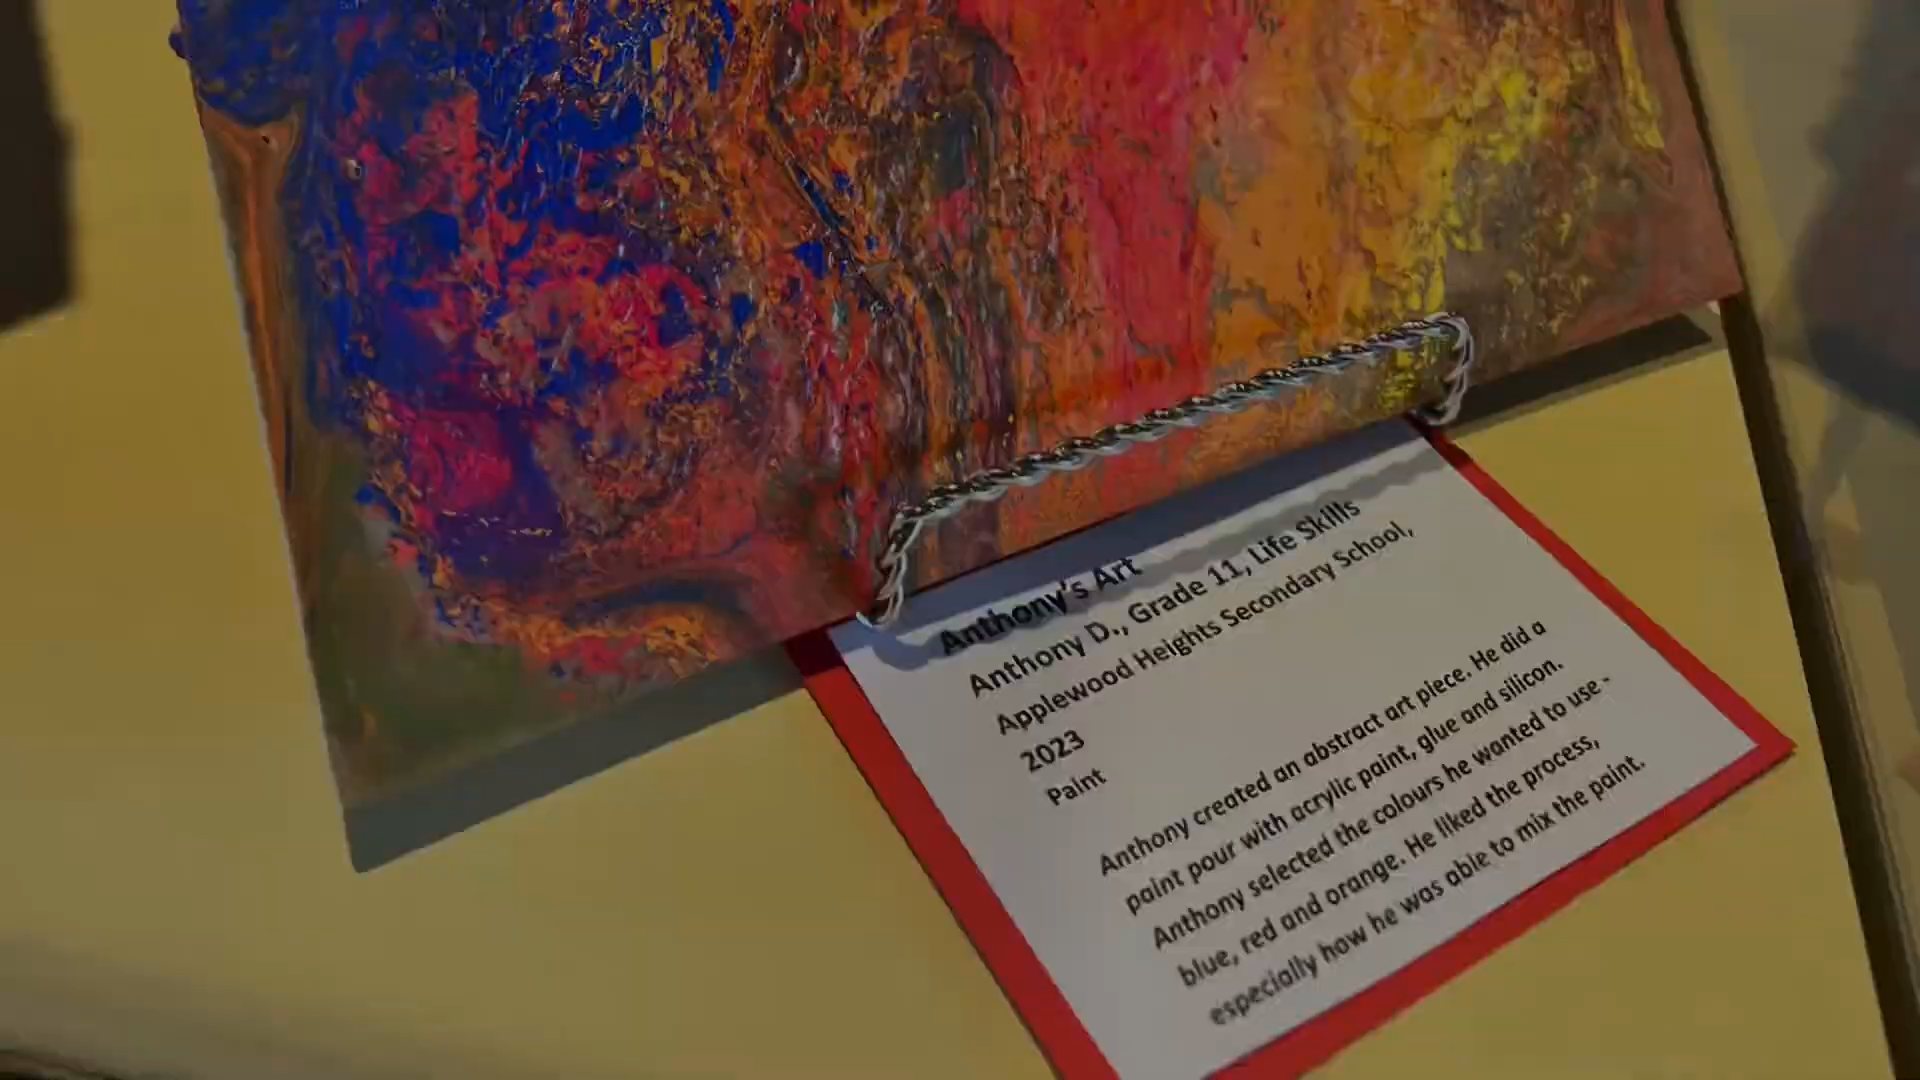 Anthony's Art
Anthony D., Grade 11, Life Skills
Applewood Heights Secondary School,
2023
Paint
Anthony created an abstract art piece. He did a
paint pour with acrylic paint, glue and silicon.
Anthony selected the colours he wanted to use -
blue, red and orange. He liked the process,
especially how he was able to mix the paint.